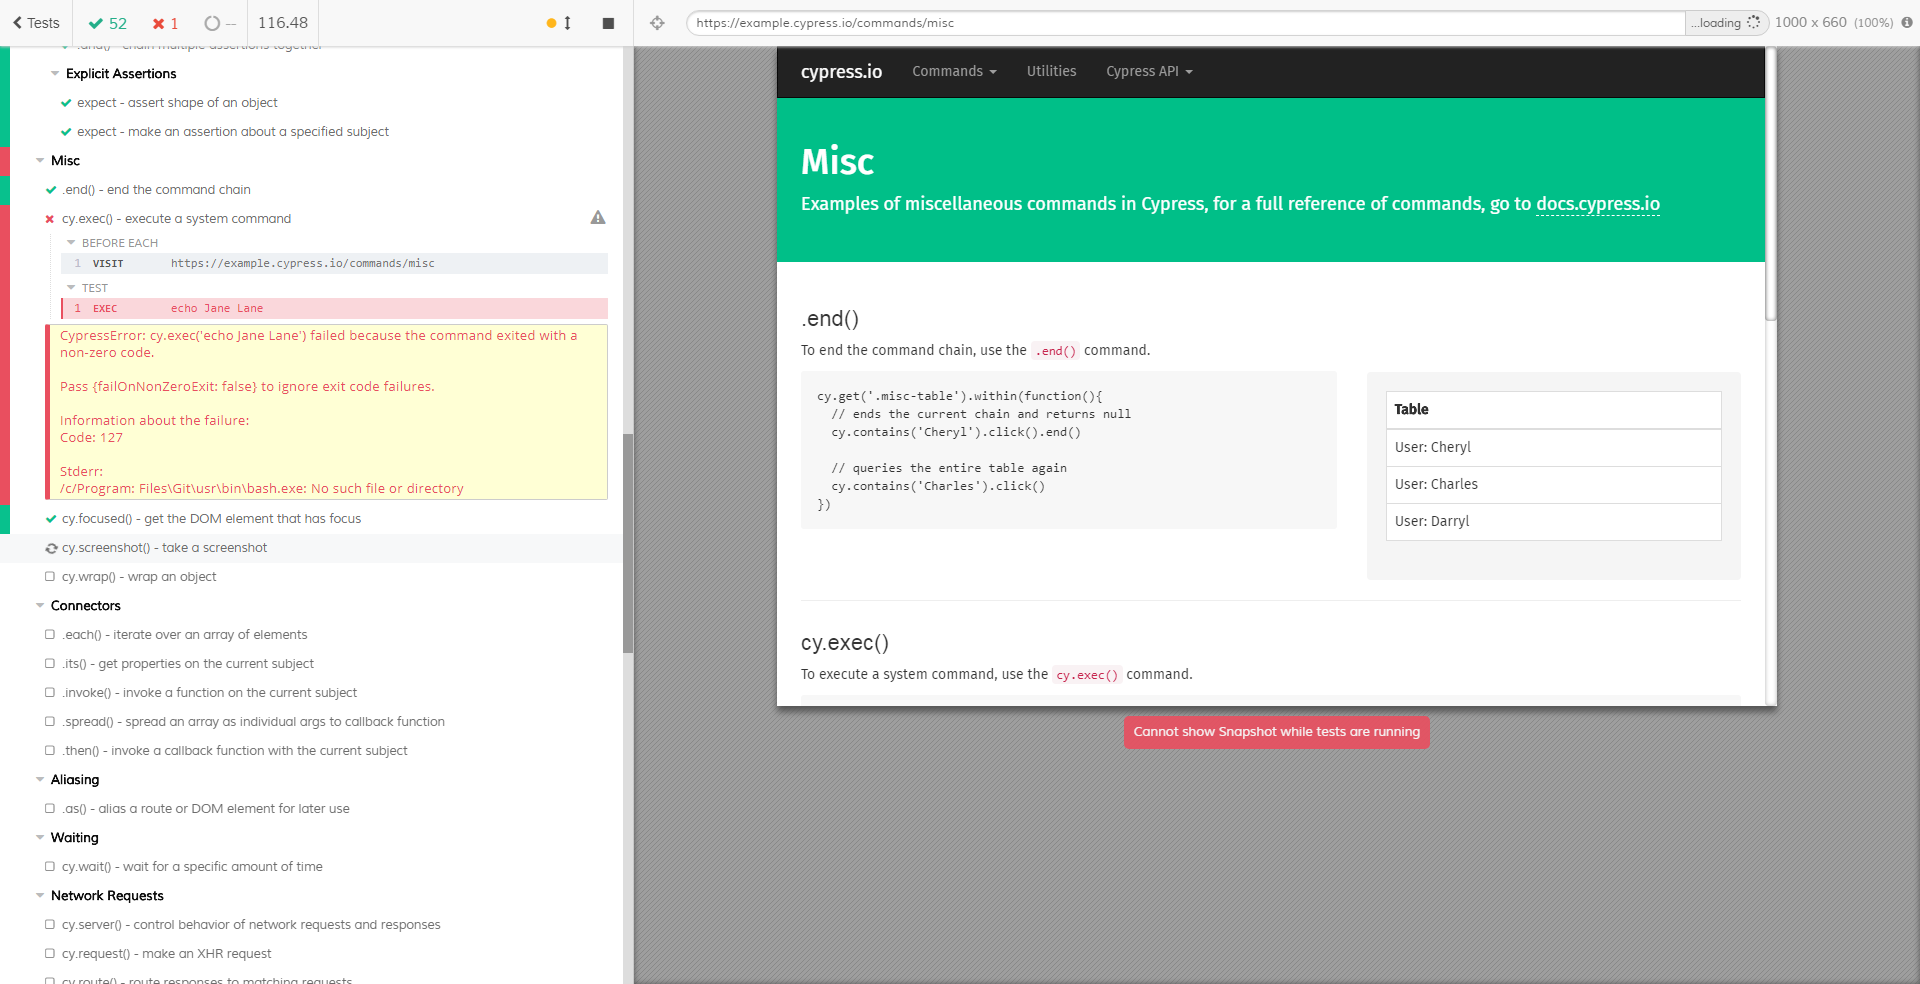 Tests
52
1
--
116.48
.and() - chain multiple assertions together
Explicit Assertions
expect - assert shape of an object
expect - make an assertion about a specified subject
Misc
.end() - end the command chain
cy.exec() - execute a system command
BEFORE EACH
1 VISIT https://example.cypress.io/commands/misc
TEST
1 EXEC echo Jane Lane
CypressError: cy.exec('echo Jane Lane') failed because the command exited with a
non-zero code.
Pass {failOnNonZeroExit: false} to ignore exit code failures.
Information about the failure:
Code: 127
Stderr:
/c/Program: Files\Git\usr\bin\bash.exe: No such file or directory
cy.focused() - get the DOM element that has focus
cy.screenshot() - take a screenshot
cy.wrap() - wrap an object
Connectors
.each() - iterate over an array of elements
.its() - get properties on the current subject
.invoke() - invoke a function on the current subject
.spread() - spread an array as individual args to callback function
.then() - invoke a callback function with the current subject
Aliasing
.as() - alias a route or DOM element for later use
Waiting
cy.wait() - wait for a specific amount of time
Network Requests
cy.server() - control behavior of network requests and responses
cy.request() - make an XHR request
cy.route() - route responses to matching requests
https://example.cypress.io/commands/misc
...loading
1000 x 660 (100%)
cypress.io
Commands
Utilities
Cypress API
Misc
Examples of miscellaneous commands in Cypress, for a full reference of commands, go to docs.cypress.io
.end()
To end the command chain, use the .end() command.
cy.get('.misc-table').within(function(){
// ends the current chain and returns null
cy.contains('Cheryl').click().end()
// queries the entire table again
cy.contains('Charles').click()
})
Table
User: Cheryl
User: Charles
User: Darryl
cy.exec()
To execute a system command, use the cy.exec() command.
Cannot show Snapshot while tests are running